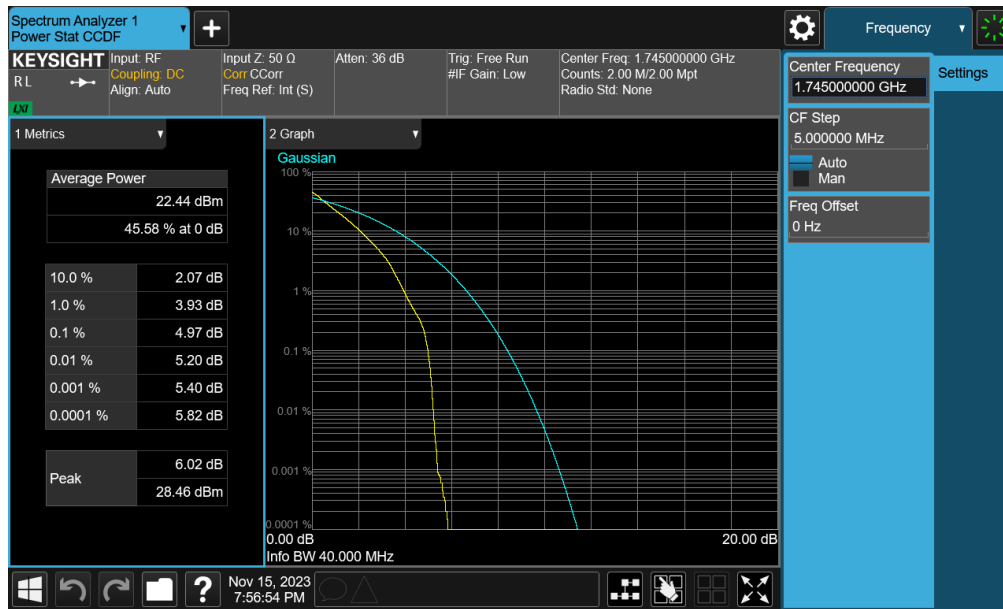 Spectrum Analyzer 1
Power Stat CCDF
+
Frequency
KEYSIGHT
RL
LXI
Input: RF
Coupling: DC
Align: Auto
Input Z: 50 Ω
Corr CCorr
Freq Ref: Int (S)
Atten: 36 dB
Trig: Free Run
#IF Gain: Low
Center Freq: 1.745000000 GHz
Counts: 2.00 M/2.00 Mpt
Radio Std: None
Center Frequency
1.745000000 GHz
Settings
CF Step
5.000000 MHz
Auto
Man
Freq Offset
0 Hz
1 Metrics
Average Power
22.44 dBm
45.58 % at 0 dB
10.0 % 2.07 dB
1.0 % 3.93 dB
0.1 % 4.97 dB
0.01 % 5.20 dB
0.001 % 5.40 dB
0.0001 % 5.82 dB
Peak
6.02 dB
28.46 dBm
2 Graph
Gaussian
100 %
10 %
1 %
0.1 %
0.01 %
0.001 %
0.0001 %
0.00 dB 20.00 dB
Info BW 40.000 MHz
?
Nov 15, 2023
7:56:54 PM